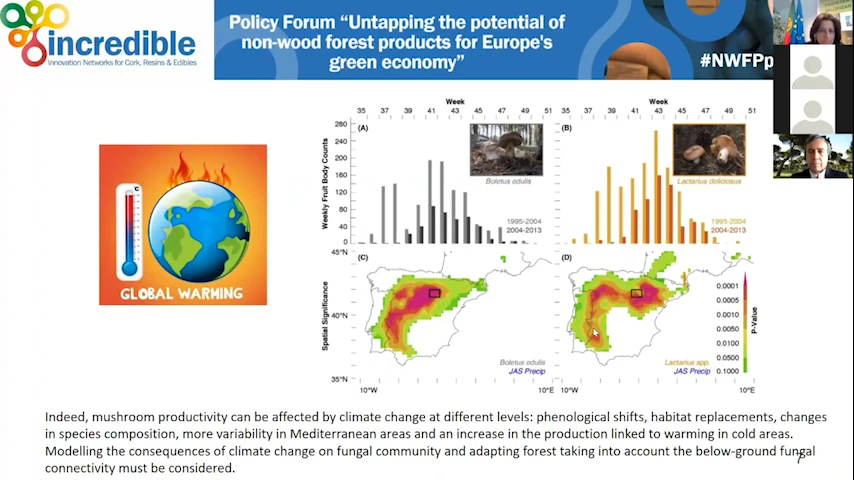 incredible
Innovation Networks for Cork, Resins & Edibles
Policy Forum “Untapping the potential of
non-wood forest products for Europe's
green economy”
#NWFPp
°C
GLOBAL WARMING
Week
35 37 39 41 43 45 47 49 51
Week
35 37 39 41 43 45 47 49 51
Weekly Fruit Body Counts
280
240
200
160
120
80
40
0
(A)
Boletus edulis
1995-2004
2004-2013
(B)
Lactarius deliciosus
1995-2004
2004-2013
Spatial Significance
45°N
40°N
35°N
(C)
Boletus edulis
JAS Precip
(D)
Lactarius spp.
JAS Precip
0.0001
0.0005
0.0010
0.0050
0.0100
0.0500
0.1000
P-Value
10°W 10°E
10°W 10°E
Indeed, mushroom productivity can be affected by climate change at different levels: phenological shifts, habitat replacements, changes
in species composition, more variability in Mediterranean areas and an increase in the production linked to warming in cold areas.
Modelling the consequences of climate change on fungal community and adapting forest taking into account the below-ground fungal
connectivity must be considered.
7